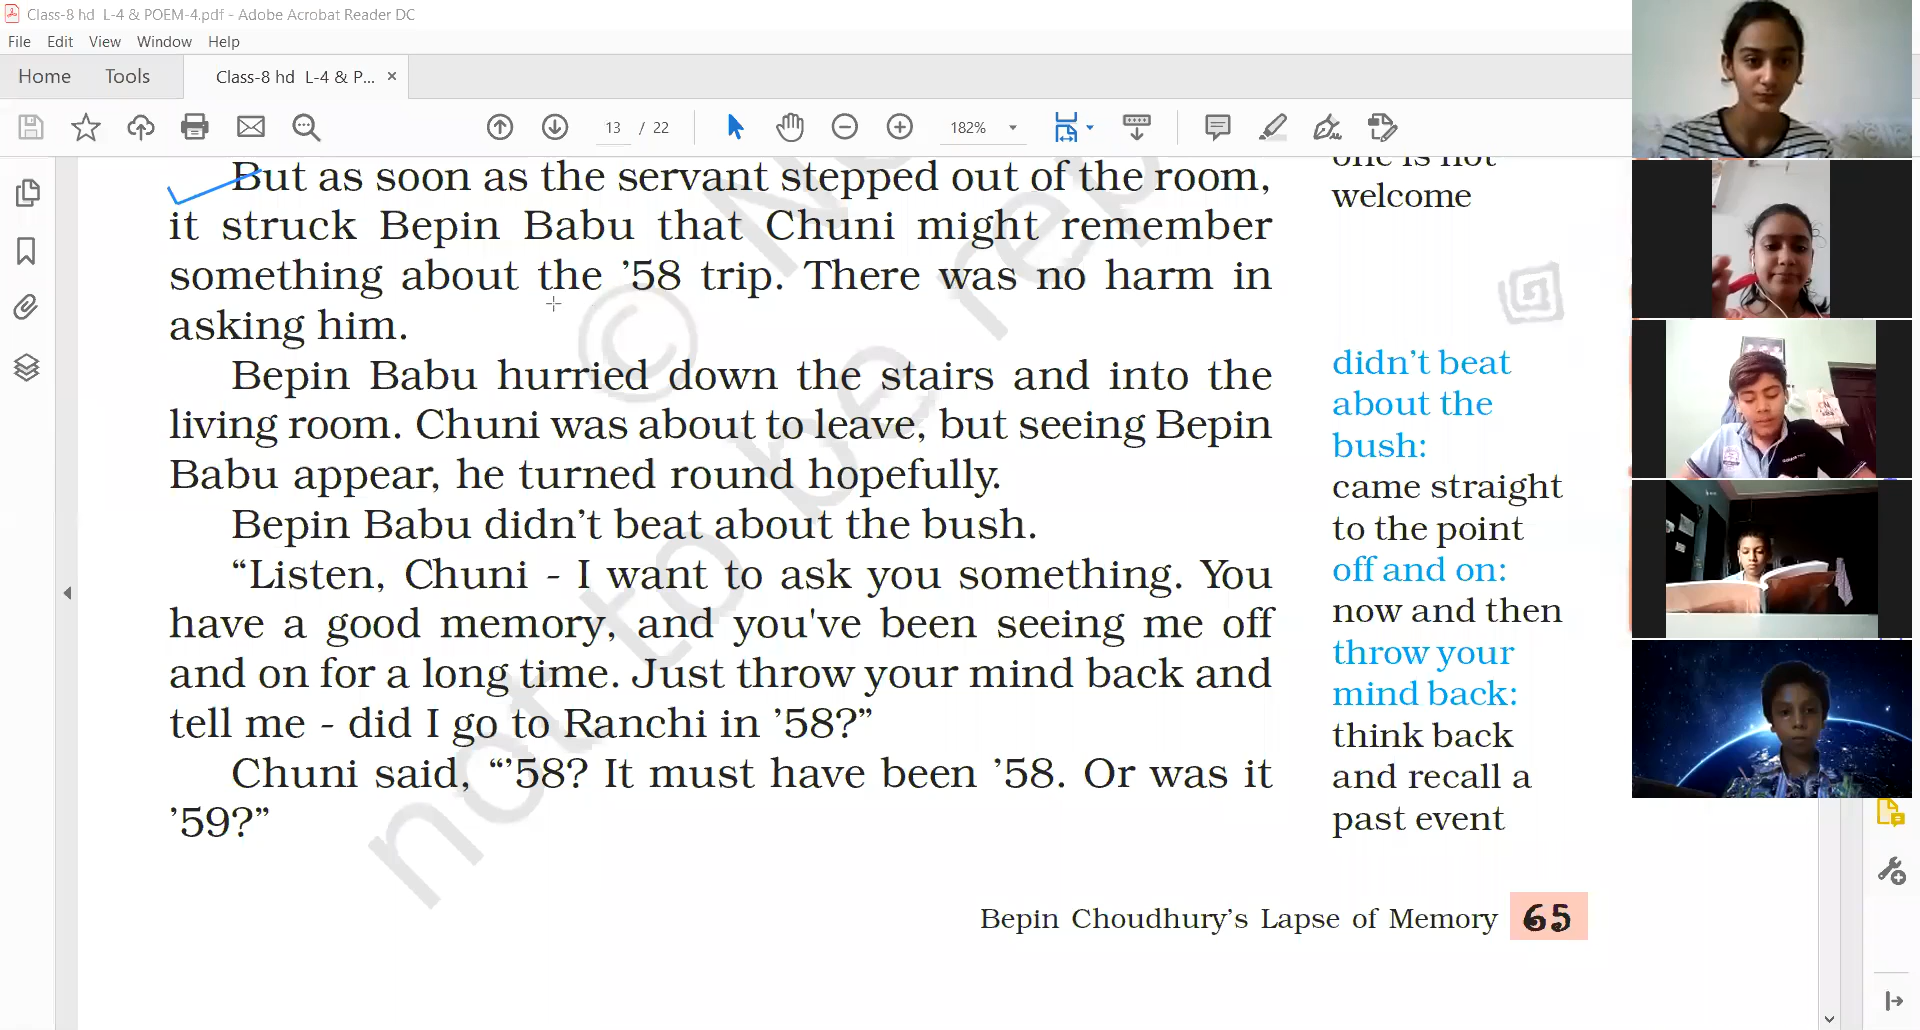 Class-8 hd L-4 & POEM-4.pdf - Adobe Acrobat Reader DC
File Edit View Window Help
Home Tools Class-8 hd L-4 & P... ×
13 / 22 182%
But as soon as the servant stepped out of the room,
it struck Bepin Babu that Chuni might remember
something about the ’58 trip. There was no harm in
asking him.
Bepin Babu hurried down the stairs and into the
living room. Chuni was about to leave, but seeing Bepin
Babu appear, he turned round hopefully.
Bepin Babu didn’t beat about the bush.
“Listen, Chuni - I want to ask you something. You
have a good memory, and you've been seeing me off
and on for a long time. Just throw your mind back and
tell me - did I go to Ranchi in ’58?”
Chuni said, “’58? It must have been ’58. Or was it
’59?”
one is not
welcome
didn’t beat
about the
bush:
came straight
to the point
off and on:
now and then
throw your
mind back:
think back
and recall a
past event
Bepin Choudhury’s Lapse of Memory 65
© N
not to be rep